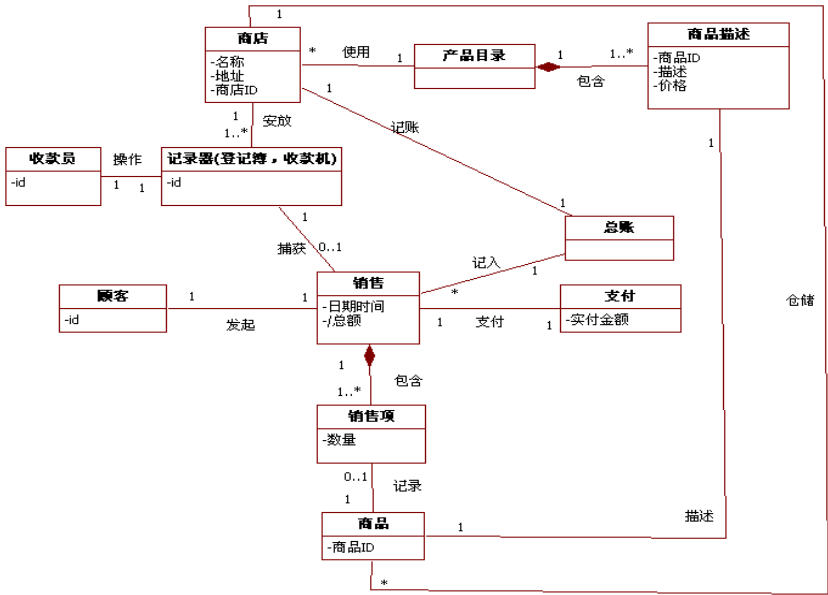 1
商店
-名称
-地址
-商店ID
*
使用
1
产品目录
1
包含
1..*
商品描述
-商品ID
-描述
-价格
1
1
安放
1..*
1
记账
1
收款员
-id
操作
1
1
记录器(登记簿，收款机)
-id
1
捕获
0..1
1
总账
记入
1
*
顾客
-id
1
发起
1
销售
-日期时间
-/总额
1
支付
1
支付
-实付金额
仓储
1
包含
1..*
销售项
-数量
0..1
记录
1
商品
-商品ID
1
描述
*